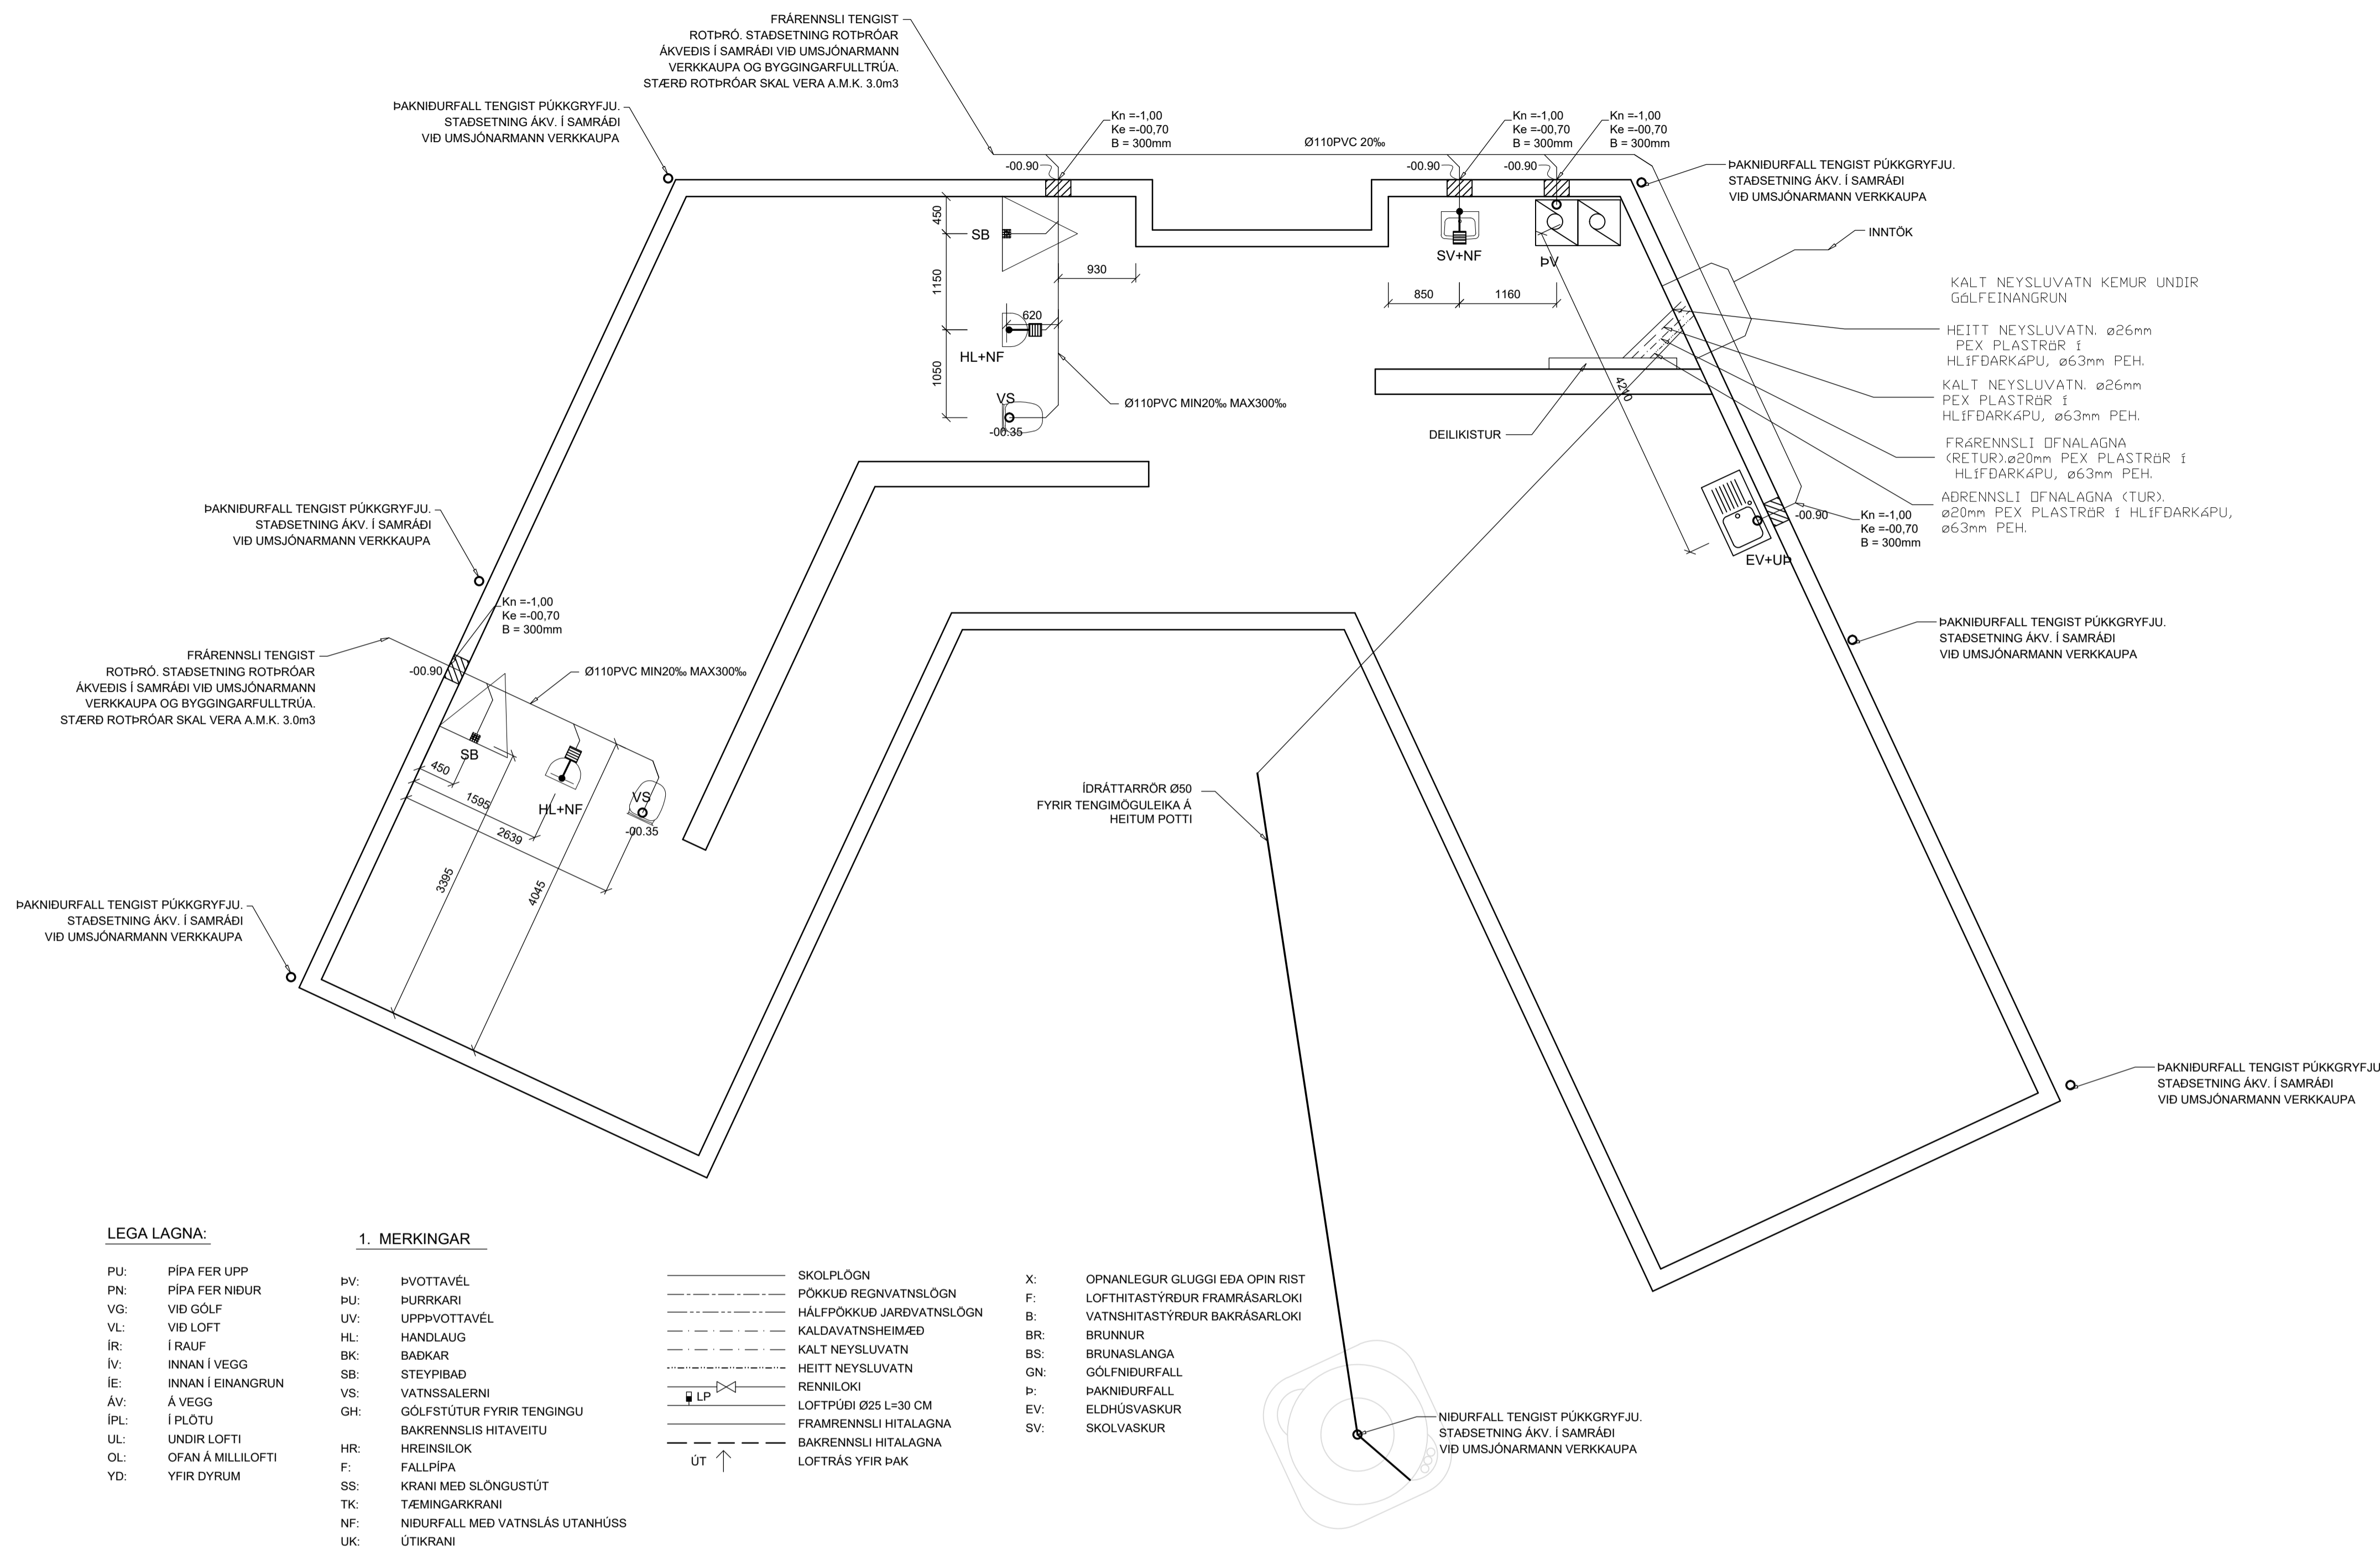 FRÁRENNSLI TENGIST
ROTÞRÓ. STAÐSETNING ROTÞRÓAR
ÁKVEÐIS Í SAMRÁÐI VIÐ UMSJÓNARMANN
VERKKAUPA OG BYGGINGARFULLTRÚA.
STÆRÐ ROTÞRÓAR SKAL VERA A.M.K. 3.0m3
ÞAKNIÐURFALL TENGIST PÚKKGRYFJU.
STAÐSETNING ÁKV. Í SAMRÁÐI
VIÐ UMSJÓNARMANN VERKKAUPA
Kn =-1,00
Ke =-00,70
B = 300mm
-00.90
Ø110PVC 20‰
Kn =-1,00
Ke =-00,70
B = 300mm
-00.90
Kn =-1,00
Ke =-00,70
B = 300mm
-00.90
ÞAKNIÐURFALL TENGIST PÚKKGRYFJU.
STAÐSETNING ÁKV. Í SAMRÁÐI
VIÐ UMSJÓNARMANN VERKKAUPA
INNTÖK
450
SB
1150
930
620
HL+NF
1050
VS
-00.35
Ø110PVC MIN20‰ MAX300‰
SV+NF
ÞV
850
1160
4210
DEILIKISTUR
KALT NEYSLUVATN KEMUR UNDIR
GÓLFEINANGRUN
HEITT NEYSLUVATN. ø26mm
PEX PLASTRÖR Í
HLÍFÐARKÁPU, ø63mm PEH.
KALT NEYSLUVATN. ø26mm
PEX PLASTRÖR Í
HLÍFÐARKÁPU, ø63mm PEH.
FRÁRENNSLI OFNALAGNA
(RETUR).ø20mm PEX PLASTRÖR Í
HLÍFÐARKÁPU, ø63mm PEH.
AÐRENNSLI OFNALAGNA (TUR).
ø20mm PEX PLASTRÖR Í HLÍFÐARKÁPU,
ø63mm PEH.
-00.90
Kn =-1,00
Ke =-00,70
B = 300mm
EV+UÞ
ÞAKNIÐURFALL TENGIST PÚKKGRYFJU.
STAÐSETNING ÁKV. Í SAMRÁÐI
VIÐ UMSJÓNARMANN VERKKAUPA
ÞAKNIÐURFALL TENGIST PÚKKGRYFJU.
STAÐSETNING ÁKV. Í SAMRÁÐI
VIÐ UMSJÓNARMANN VERKKAUPA
Kn =-1,00
Ke =-00,70
B = 300mm
FRÁRENNSLI TENGIST
ROTÞRÓ. STAÐSETNING ROTÞRÓAR
ÁKVEÐIS Í SAMRÁÐI VIÐ UMSJÓNARMANN
VERKKAUPA OG BYGGINGARFULLTRÚA.
STÆRÐ ROTÞRÓAR SKAL VERA A.M.K. 3.0m3
-00.90
Ø110PVC MIN20‰ MAX300‰
SB
450
1595
HL+NF
VS
2639
-00.35
3395
4045
ÍDRÁTTARRÖR Ø50
FYRIR TENGIMÖGULEIKA Á
HEITUM POTTI
ÞAKNIÐURFALL TENGIST PÚKKGRYFJU.
STAÐSETNING ÁKV. Í SAMRÁÐI
VIÐ UMSJÓNARMANN VERKKAUPA
ÞAKNIÐURFALL TENGIST PÚKKGRYFJU
STAÐSETNING ÁKV. Í SAMRÁÐI
VIÐ UMSJÓNARMANN VERKKAUPA
LEGA LAGNA:
PU: PÍPA FER UPP
PN: PÍPA FER NIÐUR
VG: VIÐ GÓLF
VL: VIÐ LOFT
ÍR: Í RAUF
ÍV: INNAN Í VEGG
ÍE: INNAN Í EINANGRUN
ÁV: Á VEGG
ÍPL: Í PLÖTU
UL: UNDIR LOFTI
OL: OFAN Á MILLILOFTI
YD: YFIR DYRUM
1. MERKINGAR
ÞV: ÞVOTTAVÉL
ÞU: ÞURRKARI
UV: UPPÞVOTTAVÉL
HL: HANDLAUG
BK: BAÐKAR
SB: STEYPIBAÐ
VS: VATNSSALERNI
GH: GÓLFSTÚTUR FYRIR TENGINGU
BAKRENNSLIS HITAVEITU
HR: HREINSILOK
F: FALLPÍPA
SS: KRANI MEÐ SLÖNGUSTÚT
TK: TÆMINGARKRANI
NF: NIÐURFALL MEÐ VATNSLÁS UTANHÚSS
UK: ÚTIKRANI
SKOLPLÖGN
PÖKKUÐ REGNVATNSLÖGN
HÁLFPÖKKUÐ JARÐVATNSLÖGN
KALDAVATNSHEIMÆÐ
KALT NEYSLUVATN
HEITT NEYSLUVATN
RENNILOKI
LP
LOFTPÚÐI Ø25 L=30 CM
FRAMRENNSLI HITALAGNA
BAKRENNSLI HITALAGNA
ÚT LOFTRÁS YFIR ÞAK
X: OPNANLEGUR GLUGGI EÐA OPIN RIST
F: LOFTHITASTÝRÐUR FRAMRÁSARLOKI
B: VATNSHITASTÝRÐUR BAKRÁSARLOKI
BR: BRUNNUR
BS: BRUNASLANGA
GN: GÓLFNIÐURFALL
Þ: ÞAKNIÐURFALL
EV: ELDHÚSVASKUR
SV: SKOLVASKUR
NIÐURFALL TENGIST PÚKKGRYFJU.
STAÐSETNING ÁKV. Í SAMRÁÐI
VIÐ UMSJÓNARMANN VERKKAUPA